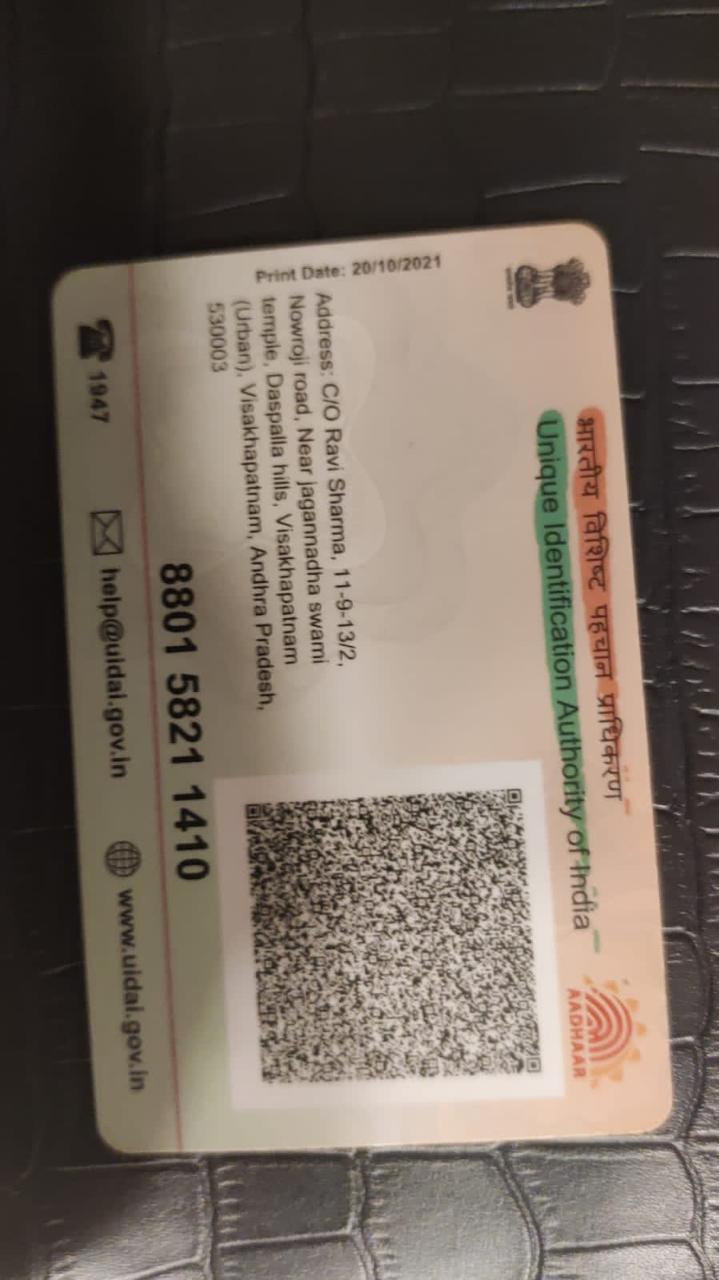 भारतीय विशिष्ट पहचान प्राधिकरण
Unique Identification Authority of India
AADHAAR
Print Date: 20/10/2021
Address: C/O Ravi Sharma, 11-9-13/2,
Nowroji road, Near jagannadha swami
temple, Daspalla hills, Visakhapatnam
(Urban), Visakhapatnam, Andhra Pradesh,
530003
8801 5821 1410
1947
help@uidai.gov.in
www.uidai.gov.in